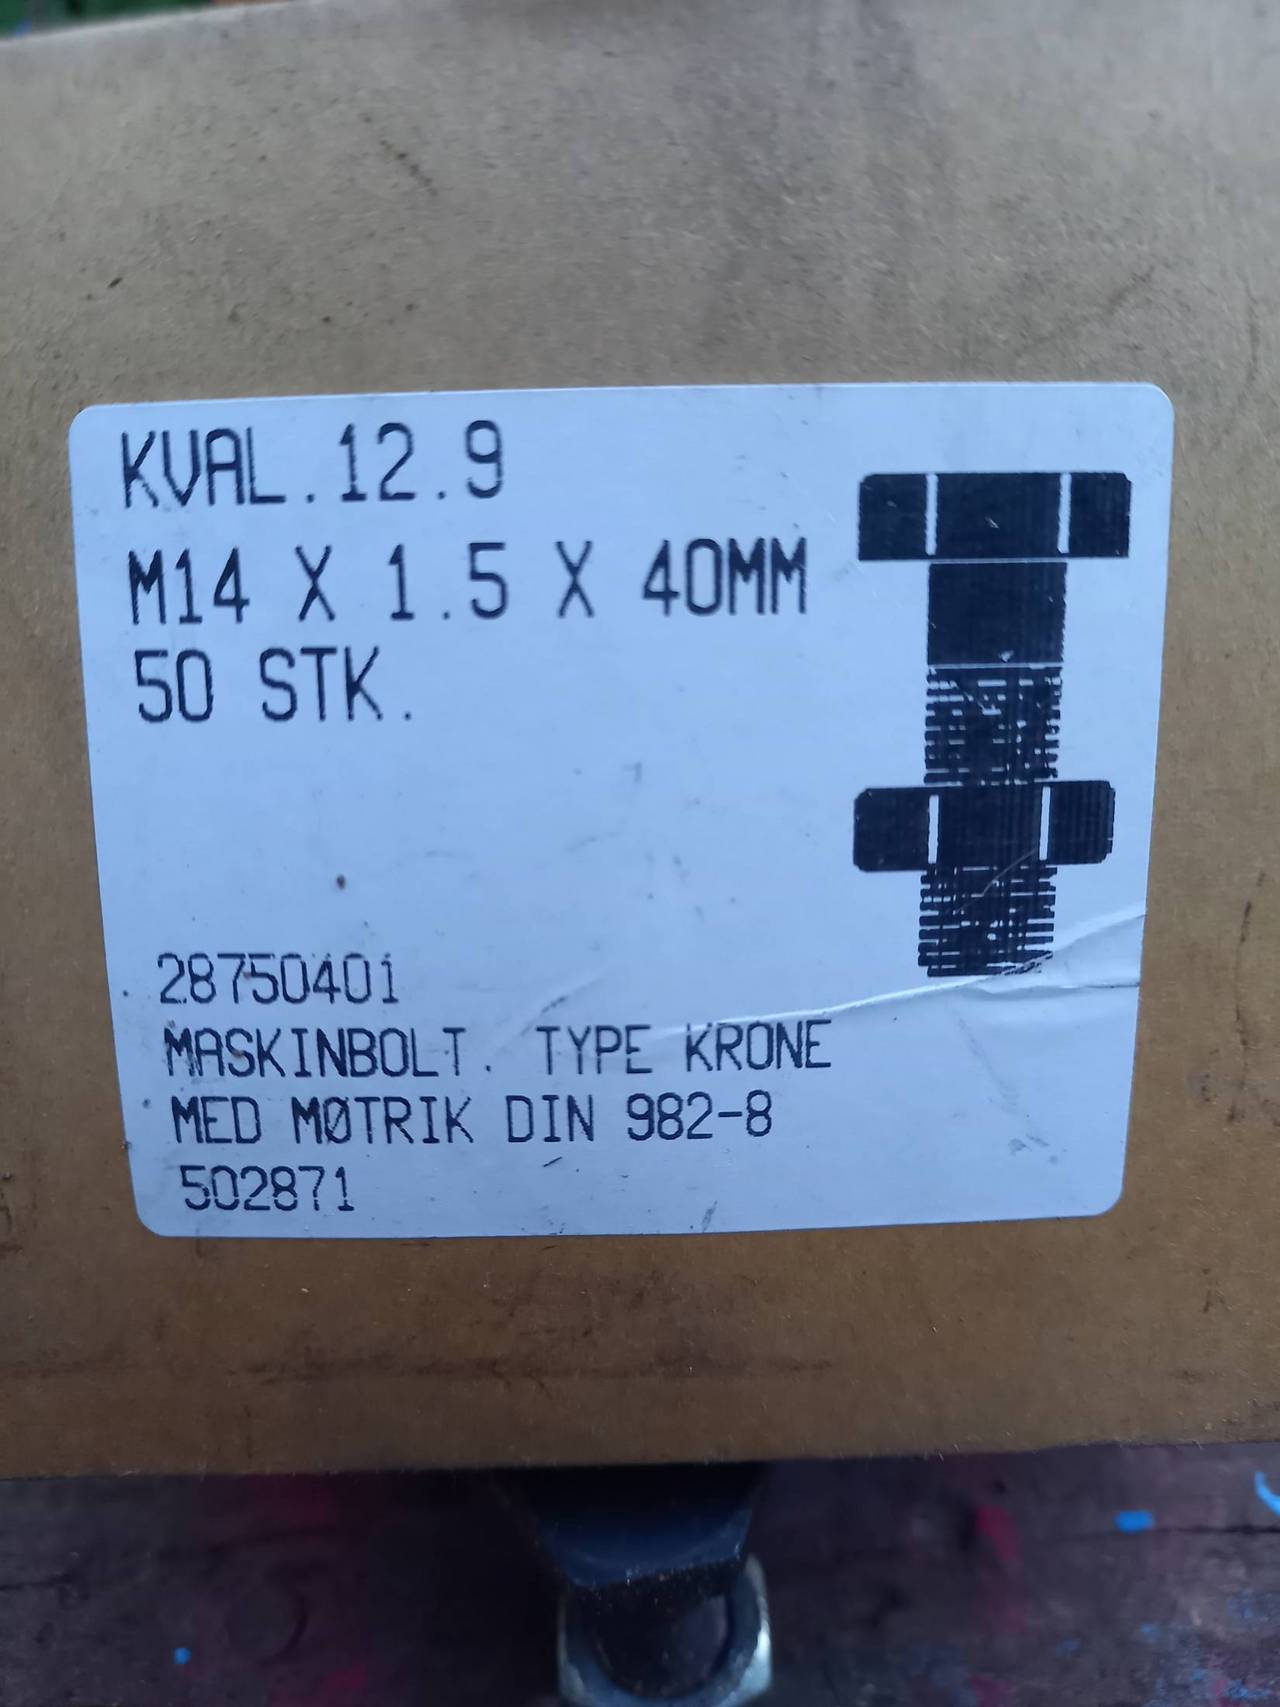 KVAL.12.9
M14 X 1.5 X 40MM
50 STK.
28750401
MASKINBOLT. TYPE KRONE
MED MØTRIK DIN 982-8
502871